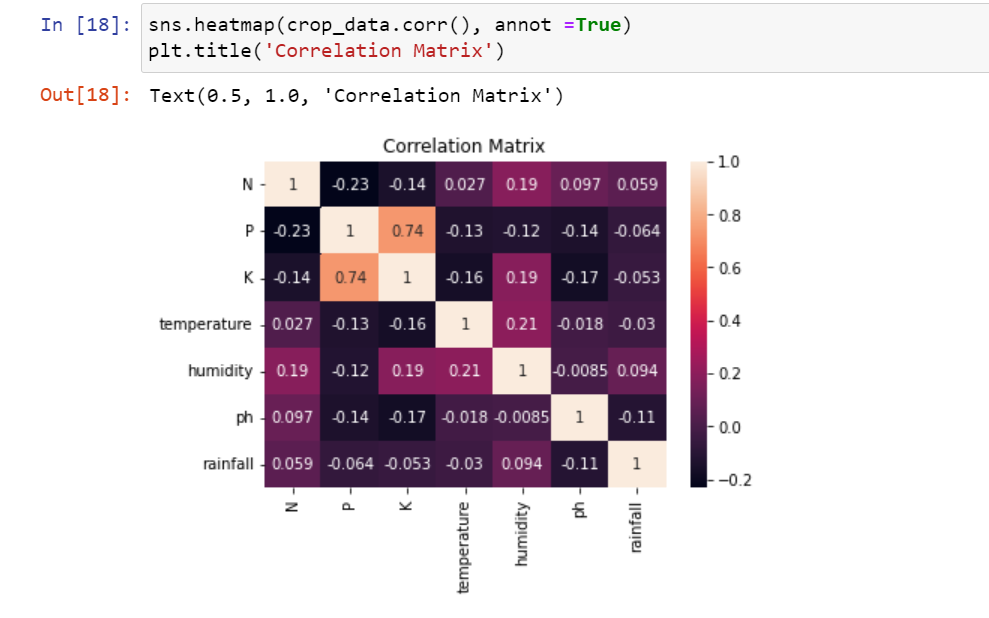 In [18]: sns.heatmap(crop_data.corr(), annot =True)
plt.title('Correlation Matrix')
Out[18]: Text(0.5, 1.0, 'Correlation Matrix')
Correlation Matrix
N 1 -0.23 -0.14 0.027 0.19 0.097 0.059
P -0.23 1 0.74 -0.13 -0.12 -0.14 -0.064
K -0.14 0.74 1 -0.16 0.19 -0.17 -0.053
temperature 0.027 -0.13 -0.16 1 0.21 -0.018 -0.03
humidity 0.19 -0.12 0.19 0.21 1 -0.0085 0.094
ph 0.097 -0.14 -0.17 -0.018 -0.0085 1 -0.11
rainfall 0.059 -0.064 -0.053 -0.03 0.094 -0.11 1
N P K temperature humidity ph rainfall
1.0
0.8
0.6
0.4
0.2
0.0
−0.2